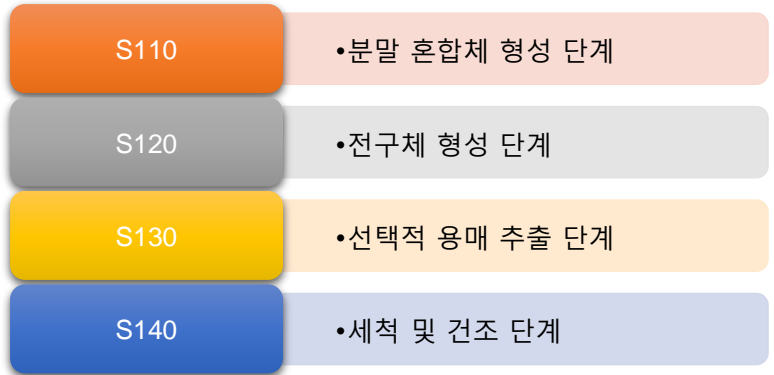 S110
•분말 혼합체 형성 단계
S120
•전구체 형성 단계
S130
•선택적 용매 추출 단계
S140
•세척 및 건조 단계